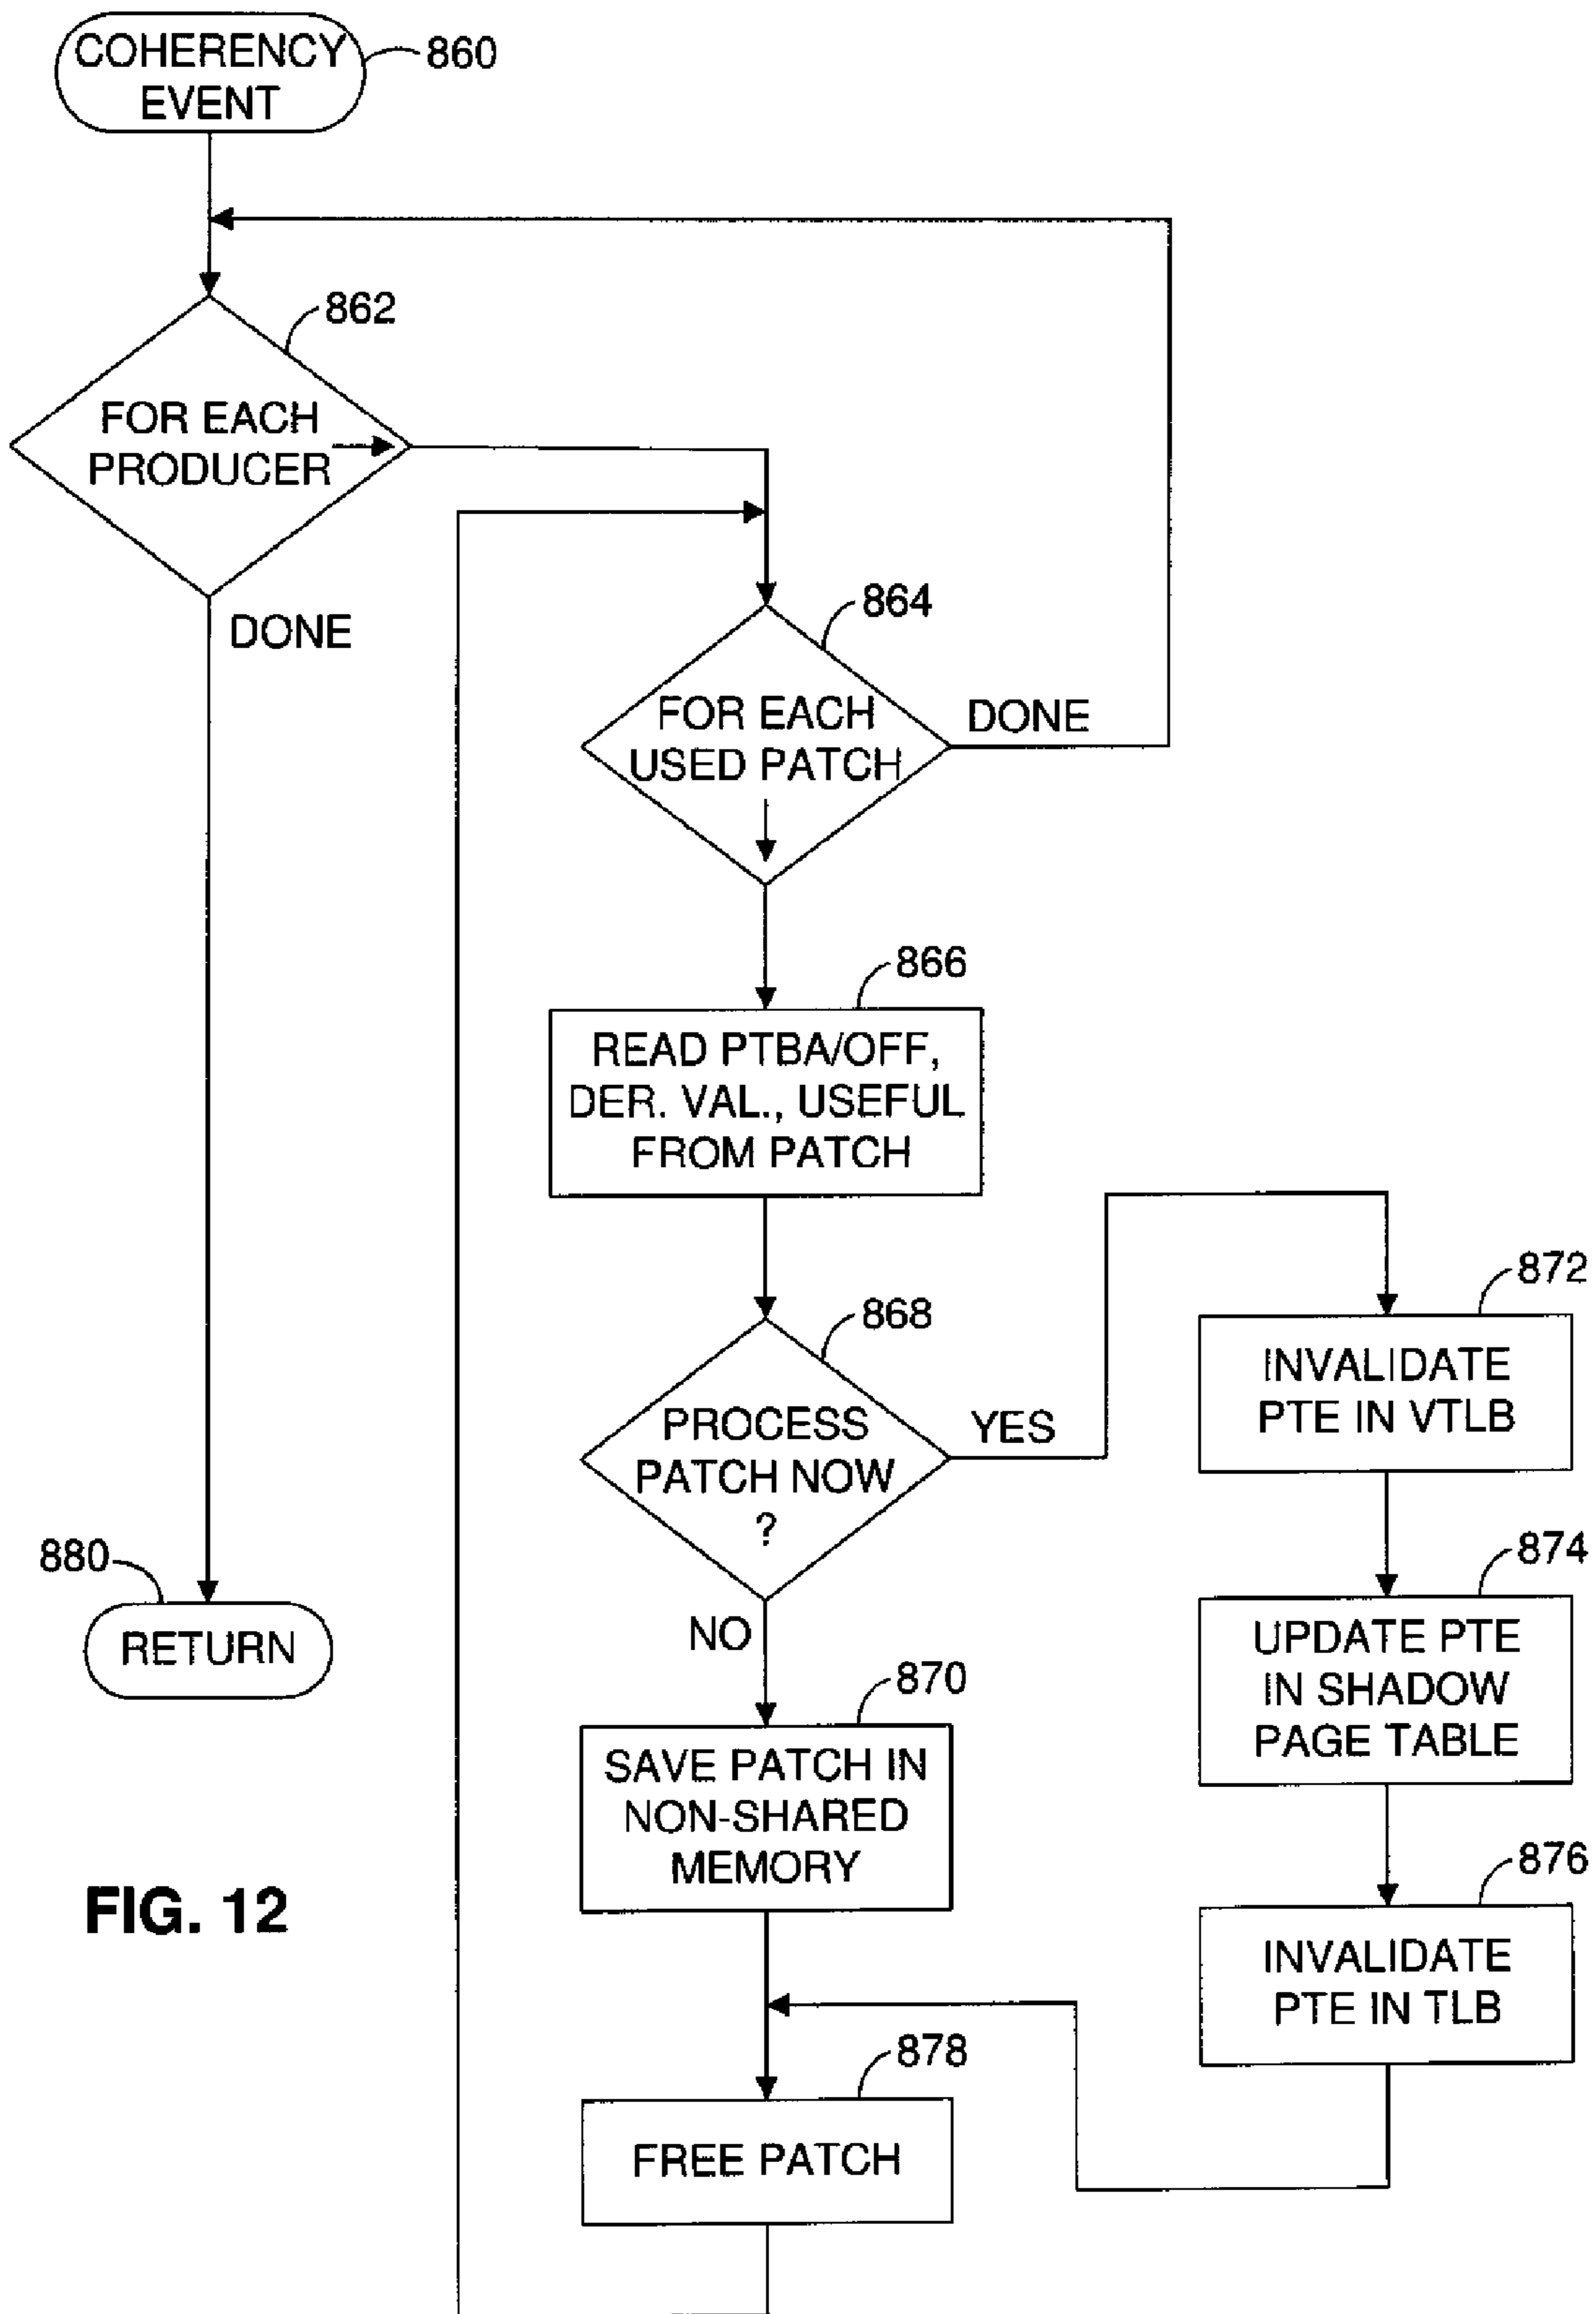 COHERENCY
EVENT
860
862
FOR EACH
PRODUCER
DONE
864
FOR EACH
USED PATCH
DONE
866
READ PTBA/OFF,
DER. VAL., USEFUL
FROM PATCH
868
PROCESS
PATCH NOW
?
YES
NO
872
INVALIDATE
PTE IN VTLB
874
UPDATE PTE
IN SHADOW
PAGE TABLE
876
INVALIDATE
PTE IN TLB
870
SAVE PATCH IN
NON-SHARED
MEMORY
878
FREE PATCH
880
RETURN
FIG. 12